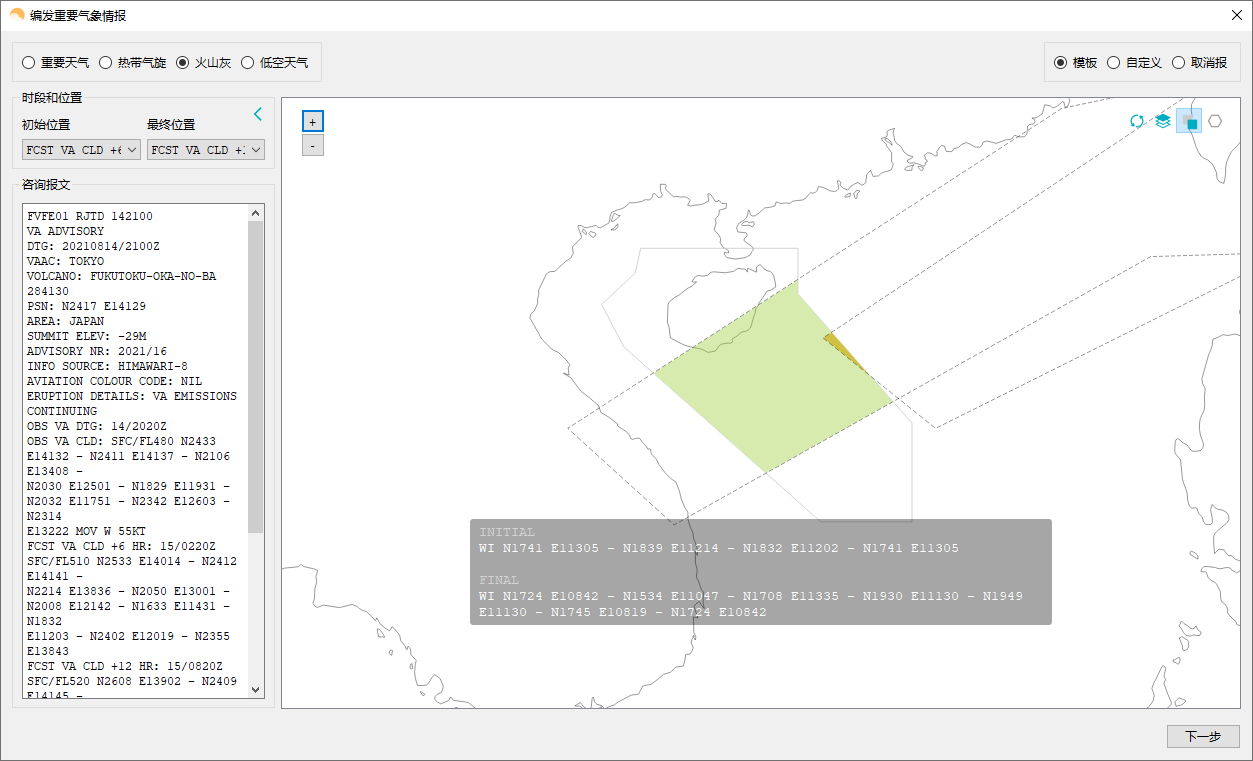 编发重要气象情报
重要天气 热带气旋 火山灰 低空天气
模板 自定义 取消报
时段和位置
初始位置 最终位置
FCST VA CLD +6 FCST VA CLD +1
咨询报文
FVFE01 RJTD 142100
VA ADVISORY
DTG: 20210814/2100Z
VAAC: TOKYO
VOLCANO: FUKUTOKU-OKA-NO-BA
284130
PSN: N2417 E14129
AREA: JAPAN
SUMMIT ELEV: -29M
ADVISORY NR: 2021/16
INFO SOURCE: HIMAWARI-8
AVIATION COLOUR CODE: NIL
ERUPTION DETAILS: VA EMISSIONS
CONTINUING
OBS VA DTG: 14/2020Z
OBS VA CLD: SFC/FL480 N2433
E14132 - N2411 E14137 - N2106
E13408 -
N2030 E12501 - N1829 E11931 -
N2032 E11751 - N2342 E12603 -
N2314
E13222 MOV W 55KT
FCST VA CLD +6 HR: 15/0220Z
SFC/FL510 N2533 E14014 - N2412
E14141 -
N2214 E13836 - N2050 E13001 -
N2008 E12142 - N1633 E11431 -
N1832
E11203 - N2402 E12019 - N2355
E13843
FCST VA CLD +12 HR: 15/0820Z
SFC/FL520 N2608 E13902 - N2409
E14145 -
+
-
INITIAL
WI N1741 E11305 - N1839 E11214 - N1832 E11202 - N1741 E11305
FINAL
WI N1724 E10842 - N1534 E11047 - N1708 E11335 - N1930 E11130 - N1949
E11130 - N1745 E10819 - N1724 E10842
下一步